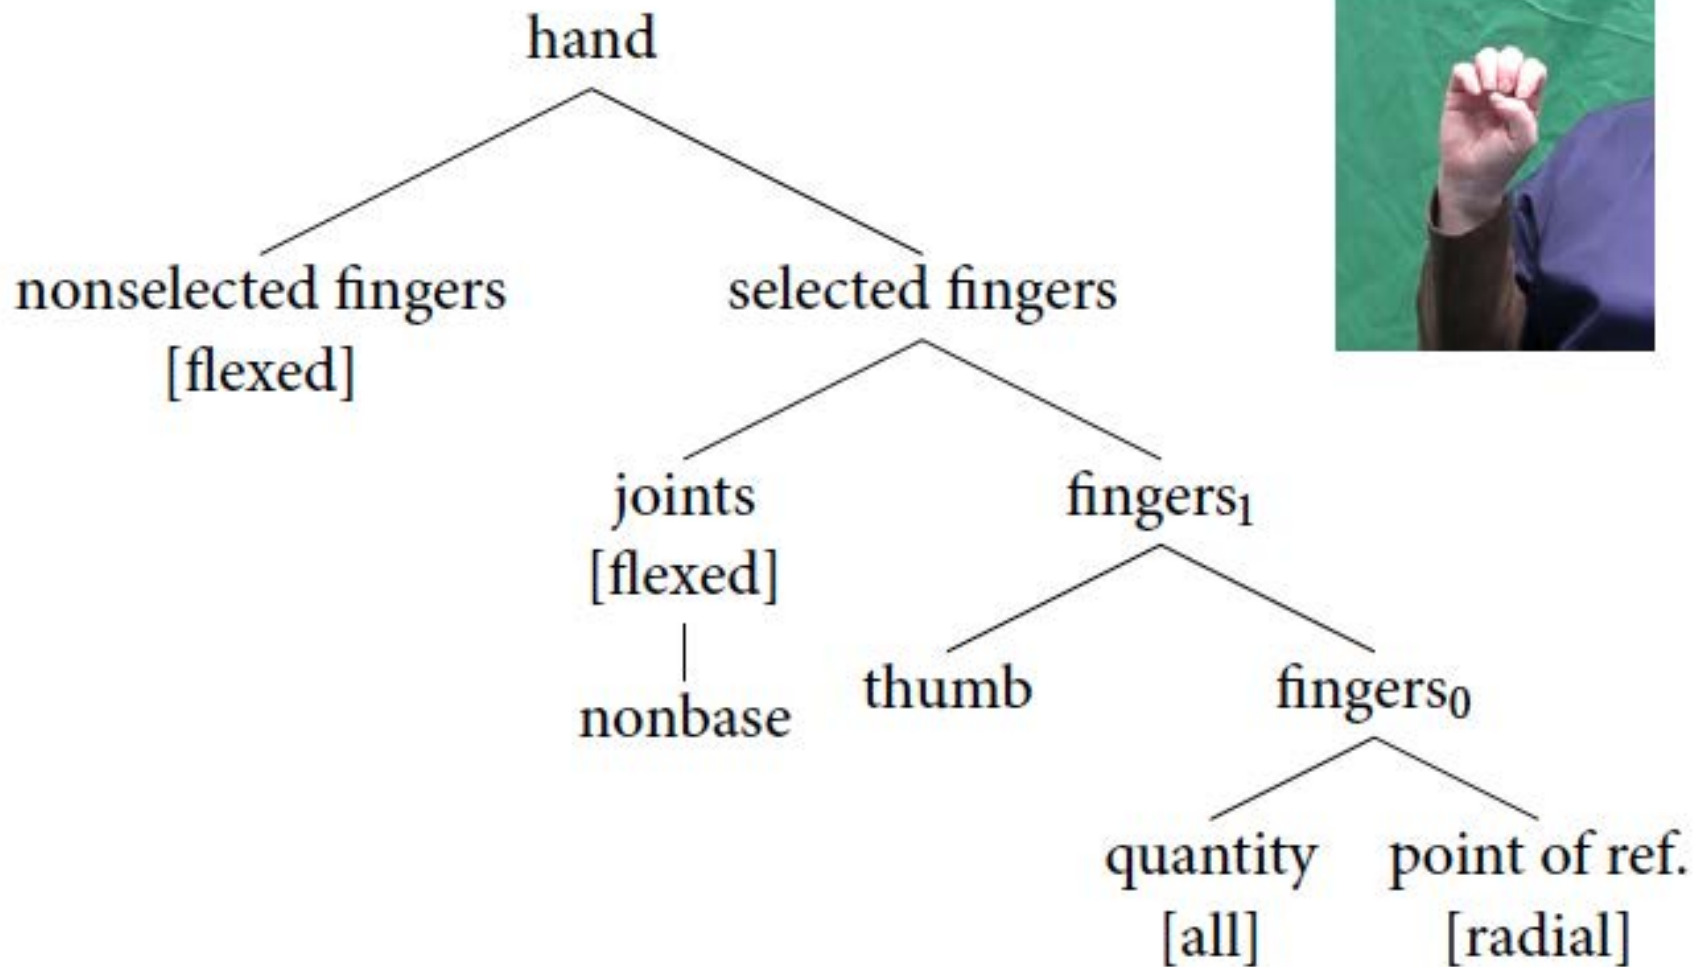 hand
nonselected fingers selected fingers
[flexed]
joints fingers₁
[flexed]
thumb fingers₀
nonbase
quantity point of ref.
[all] [radial]